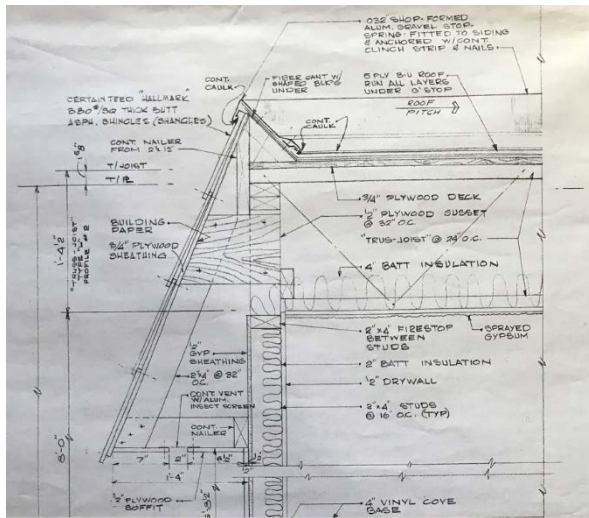 .032 SHOP-FORMED
ALUM. GRAVEL STOP-
SPRING-FITTED TO SIDING
& ANCHORED W/CONT.
CLINCH STRIP & NAILS
CONT.
CAULK
FIBER CANT W/
SHAPED BLK'G
UNDER
5 PLY B-U ROOF-
RUN ALL LAYERS
UNDER G'STOP
CERTAINTEED "HALLMARK"
380#/SQ THICK BUTT
ASPH. SHINGLES (SHANGLES)
ROOF
PITCH
CONT.
CAULK
CONT. NAILER
FROM 2"x12"
T/JOIST
T/PL
3/4" PLYWOOD DECK
1/2" PLYWOOD GUSSET
@ 32" O.C.
BUILDING
PAPER
3/4" PLYWOOD
SHEATHING
"TRUS-JOIST" @ 24" O.C.
1'-4 1/2"
4" BATT INSULATION
2"x4" FIRESTOP
BETWEEN
STUDS
SPRAYED
GYPSUM
GYP
SHEATHING
2"x4" @ 32"
O.C.
2" BATT INSULATION
1/2" DRYWALL
CONT. VENT
W/ALUM.
INSECT SCREEN
2"x4" STUDS
@ 16" O.C. (TYP)
CONT.
NAILER
8'-0"
7"
1'-4"
1/2" PLYWOOD
SOFFIT
4" VINYL COVE
BASE